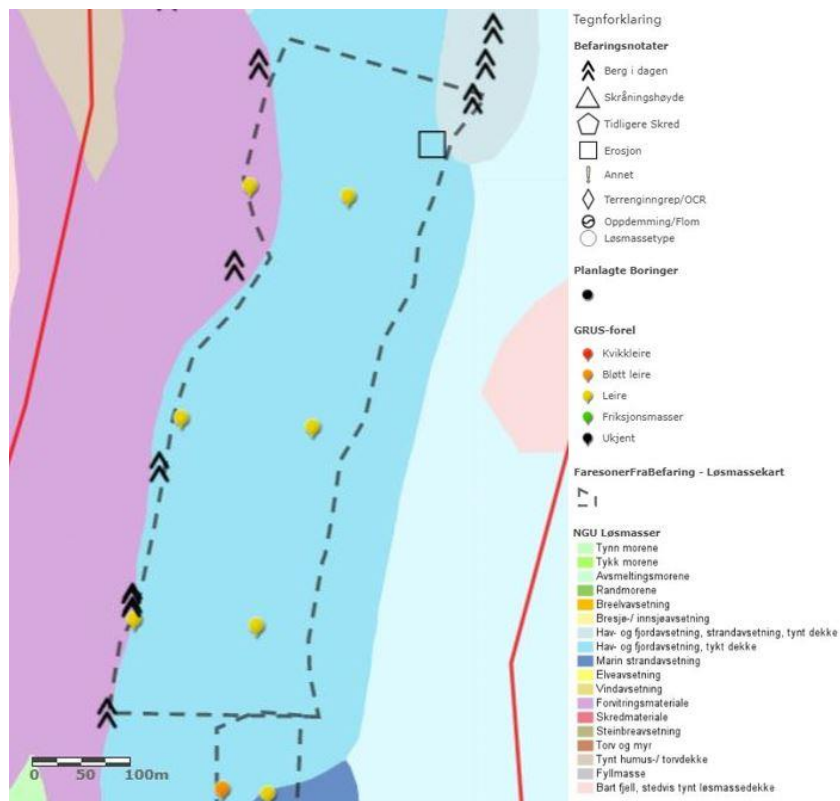 Tegnforklaring
Befaringsnotater
Berg i dagen
Skråningshøyde
Tidligere Skred
Erosjon
Annet
Terrenginngrep/OCR
Oppdemming/Flom
Løsmassetype
Planlagte Boringer
GRUS-forel
Kvikkleire
Bløtt leire
Leire
Friksjonsmasser
Ukjent
FaresonerFraBefaring - Løsmassekart
NGU Løsmasser
Tynn morene
Tykk morene
Avsmeltingsmorene
Randmorene
Breelvavsetning
Bresjø-/ innsjøavsetning
Hav- og fjordavsetning, strandavsetning, tynt dekke
Hav- og fjordavsetning, tykt dekke
Marin strandavsetning
Elveavsetning
Vindavsetning
Forvitringsmateriale
Skredmateriale
Steinbreavsetning
Torv og myr
Tynt humus-/ torvdekke
Fyllmasse
Bart fjell, stedvis tynt løsmassedekke
0 50 100m